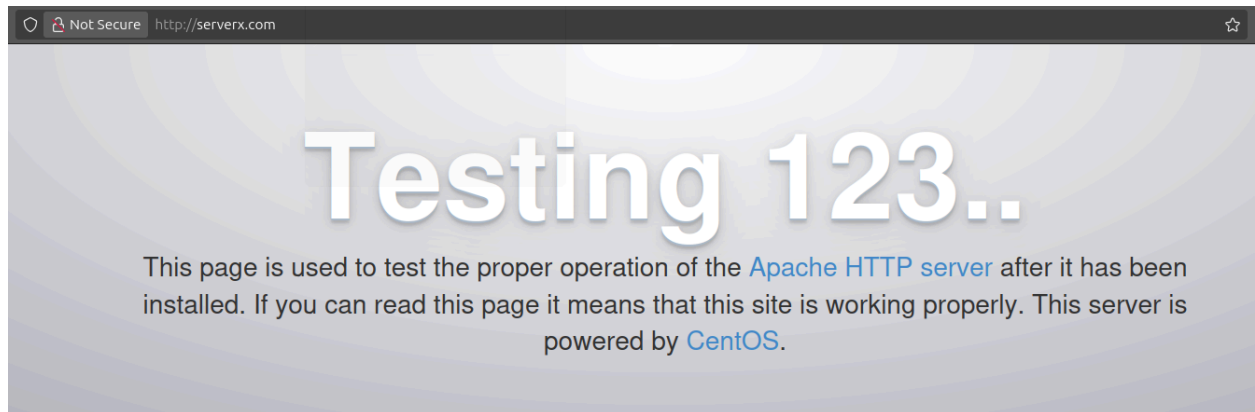 Not Secure http://serverx.com
Testing 123..
This page is used to test the proper operation of the Apache HTTP server after it has been
installed. If you can read this page it means that this site is working properly. This server is
powered by CentOS.